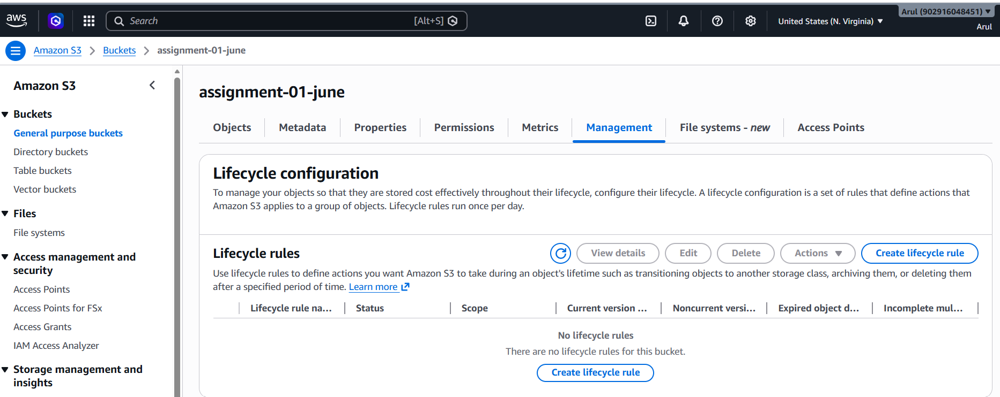 aws
Search [Alt+S]
United States (N. Virginia)
Arul (902916048451)
Arul
Amazon S3 > Buckets > assignment-01-june
Amazon S3
Buckets
General purpose buckets
Directory buckets
Table buckets
Vector buckets
Files
File systems
Access management and
security
Access Points
Access Points for FSx
Access Grants
IAM Access Analyzer
Storage management and
insights
assignment-01-june
Objects Metadata Properties Permissions Metrics Management File systems - new Access Points
Lifecycle configuration
To manage your objects so that they are stored cost effectively throughout their lifecycle, configure their lifecycle. A lifecycle configuration is a set of rules that define actions that
Amazon S3 applies to a group of objects. Lifecycle rules run once per day.
Lifecycle rules
View details Edit Delete Actions Create lifecycle rule
Use lifecycle rules to define actions you want Amazon S3 to take during an object's lifetime such as transitioning objects to another storage class, archiving them, or deleting them
after a specified period of time. Learn more
Lifecycle rule na... Status Scope Current version ... Noncurrent versi... Expired object d... Incomplete mul...
No lifecycle rules
There are no lifecycle rules for this bucket.
Create lifecycle rule